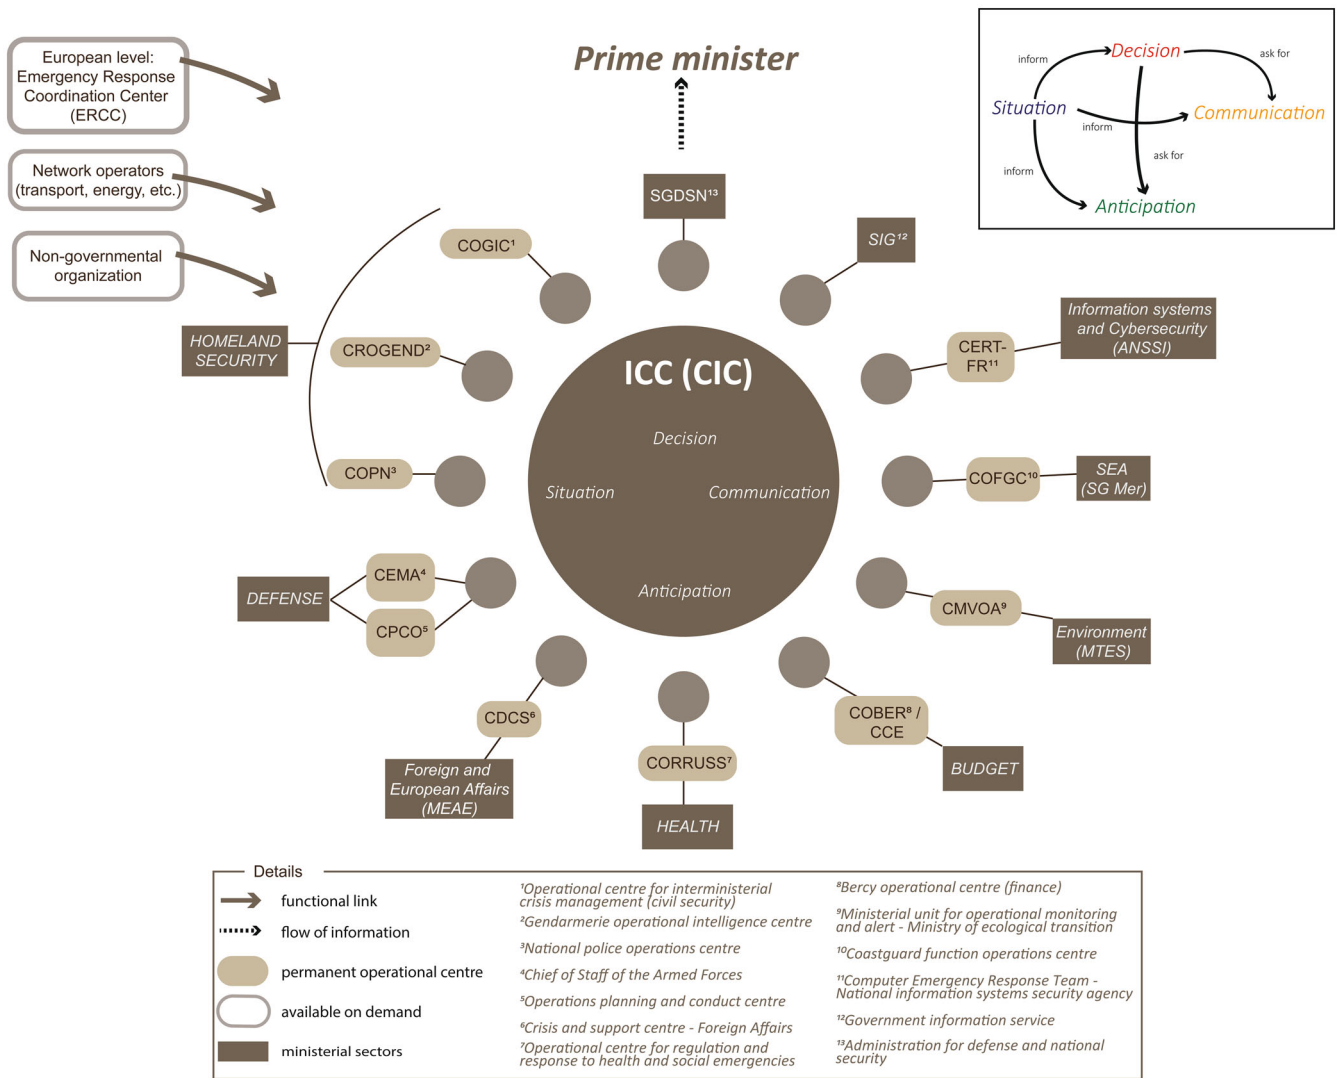 European level:
Emergency Response
Coordination Center
(ERCC)
Network operators
(transport, energy, etc.)
Non-governmental
organization
Prime minister
Decision
Situation
Communication
Anticipation
inform
ask for
inform
ask for
inform
SGDSN¹³
SIG¹²
COGIC¹
CROGEND²
COPN³
HOMELAND
SECURITY
Information systems
and Cybersecurity
(ANSSI)
CERT-
FR¹¹
ICC (CIC)
Decision
Situation
Communication
Anticipation
COFGC¹⁰
SEA
(SG Mer)
DEFENSE
CEMA⁴
CPCO⁵
CMVOA⁹
Environment
(MTES)
CDCS⁶
Foreign and
European Affairs
(MEAE)
CORRUSS⁷
HEALTH
COBER⁸ /
CCE
BUDGET
Details
functional link
flow of information
permanent operational centre
available on demand
ministerial sectors
¹Operational centre for interministerial
crisis management (civil security)
²Gendarmerie operational intelligence centre
³National police operations centre
⁴Chief of Staff of the Armed Forces
⁵Operations planning and conduct centre
⁶Crisis and support centre - Foreign Affairs
⁷Operational centre for regulation and
response to health and social emergencies
⁸Bercy operational centre (finance)
⁹Ministerial unit for operational monitoring
and alert - Ministry of ecological transition
¹⁰Coastguard function operations centre
¹¹Computer Emergency Response Team -
National information systems security agency
¹²Government information service
¹³Administration for defense and national
security